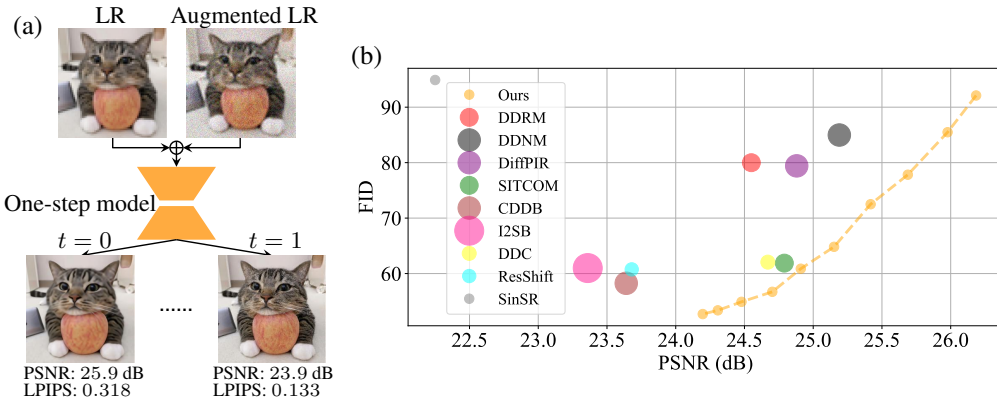 (a)
LR
Augmented LR
One-step model
t = 0
t = 1
......
PSNR: 25.9 dB
LPIPS: 0.318
PSNR: 23.9 dB
LPIPS: 0.133
(b)
FID
90
80
70
60
Ours
DDRM
DDNM
DiffPIR
SITCOM
CDDB
I2SB
DDC
ResShift
SinSR
22.5 23.0 23.5 24.0 24.5 25.0 25.5 26.0
PSNR (dB)